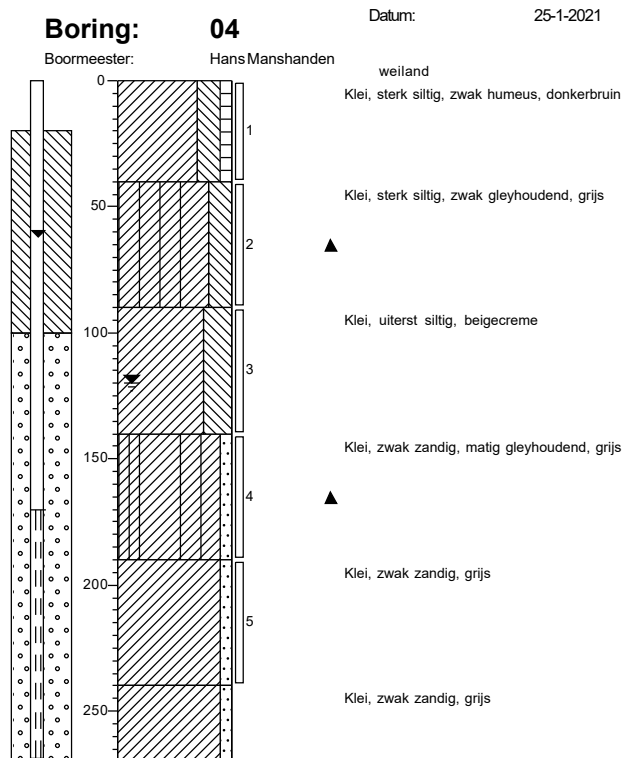 Boring: 04
Datum: 25-1-2021
Boormeester: Hans Manshanden
weiland
0
Klei, sterk siltig, zwak humeus, donkerbruin
1
50
Klei, sterk siltig, zwak gleyhoudend, grijs
2
100
Klei, uiterst siltig, beigecreme
3
150
Klei, zwak zandig, matig gleyhoudend, grijs
4
200
Klei, zwak zandig, grijs
5
250
Klei, zwak zandig, grijs